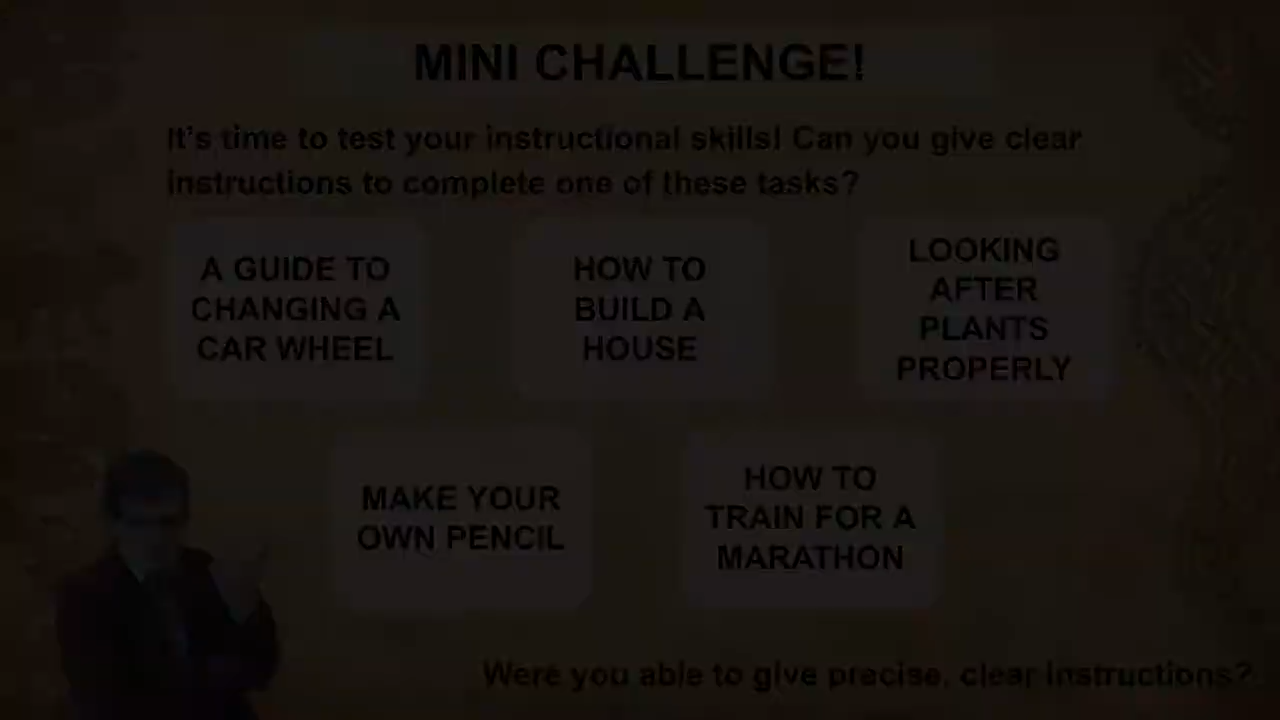 MINI CHALLENGE!
It's time to test your instructional skills! Can you give clear
instructions to complete one of these tasks?
A GUIDE TO
CHANGING A
CAR WHEEL
HOW TO
BUILD A
HOUSE
LOOKING
AFTER
PLANTS
PROPERLY
MAKE YOUR
OWN PENCIL
HOW TO
TRAIN FOR A
MARATHON
Were you able to give precise, clear instructions?